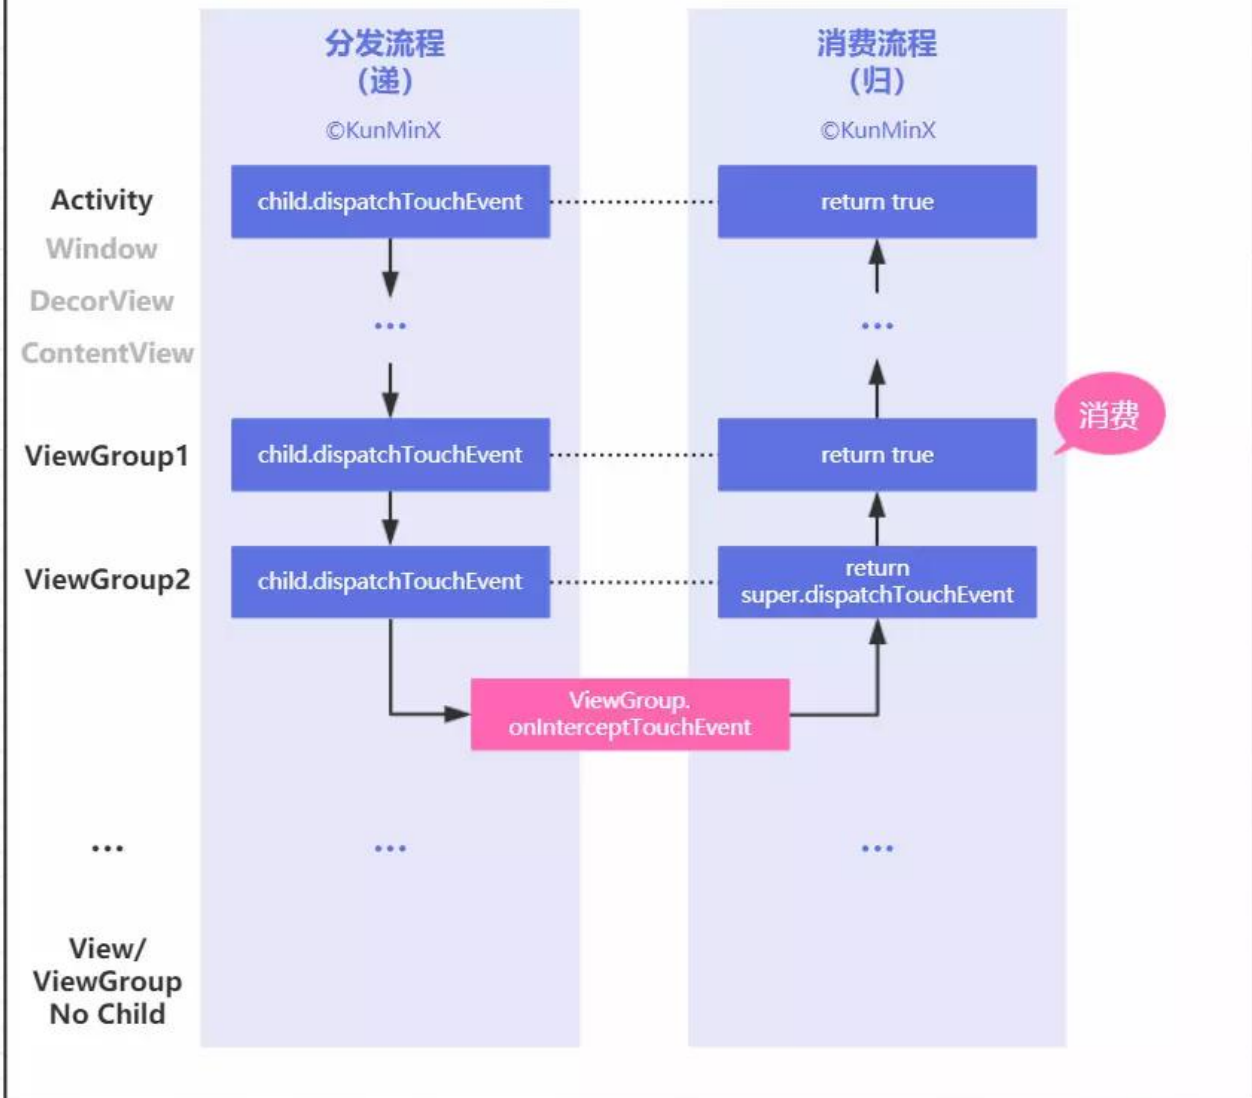 分发流程
（递）
©KunMinX
消费流程
（归）
©KunMinX
Activity
child.dispatchTouchEvent
return true
Window
DecorView
...
...
ContentView
消费
ViewGroup1
child.dispatchTouchEvent
return true
ViewGroup2
child.dispatchTouchEvent
return
super.dispatchTouchEvent
ViewGroup.
onInterceptTouchEvent
...
...
...
View/
ViewGroup
No Child